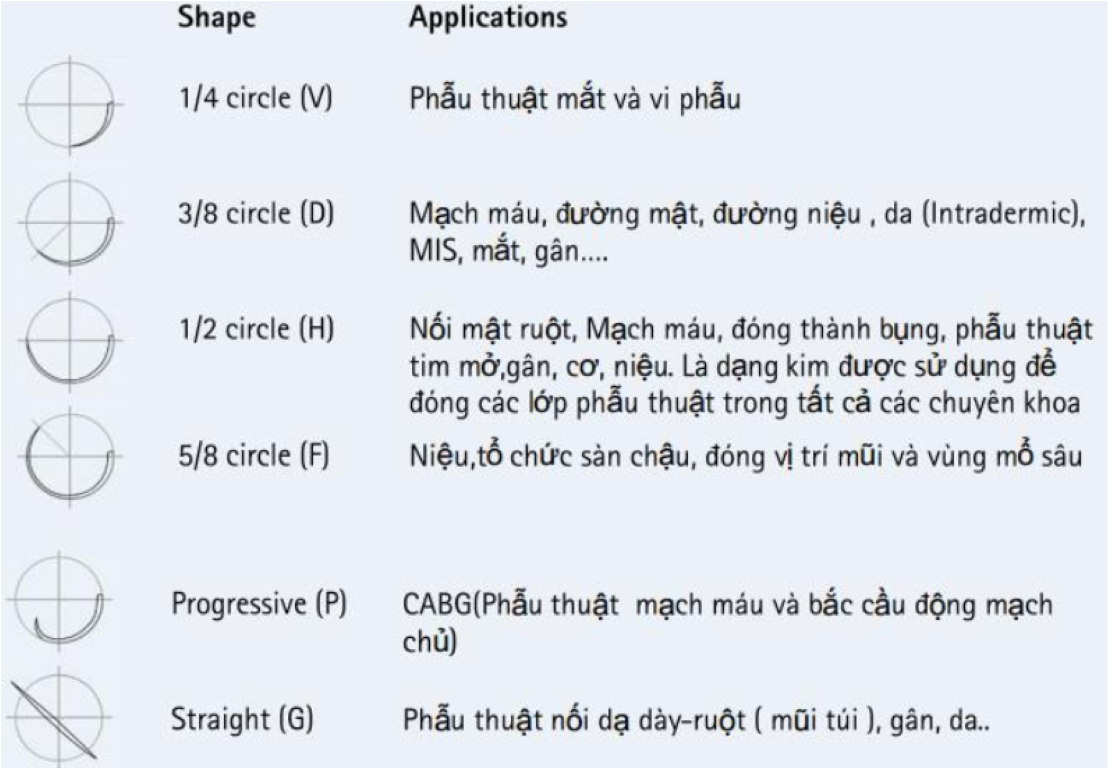 Shape Applications
1/4 circle (V) Phẫu thuật mắt và vi phẫu
3/8 circle (D) Mạch máu, đường mật, đường niệu , da (Intradermic),
MIS, mắt, gân....
1/2 circle (H) Nối mật ruột, Mạch máu, đóng thành bụng, phẫu thuật
tim mở,gân, cơ, niệu. Là dạng kim được sử dụng để
đóng các lớp phẫu thuật trong tất cả các chuyên khoa
5/8 circle (F) Niệu,tổ chức sàn chậu, đóng vị trí mũi và vùng mổ sâu
Progressive (P) CABG(Phẫu thuật mạch máu và bắc cầu động mạch
chủ)
Straight (G) Phẫu thuật nối dạ dày-ruột ( mũi túi ), gân, da..